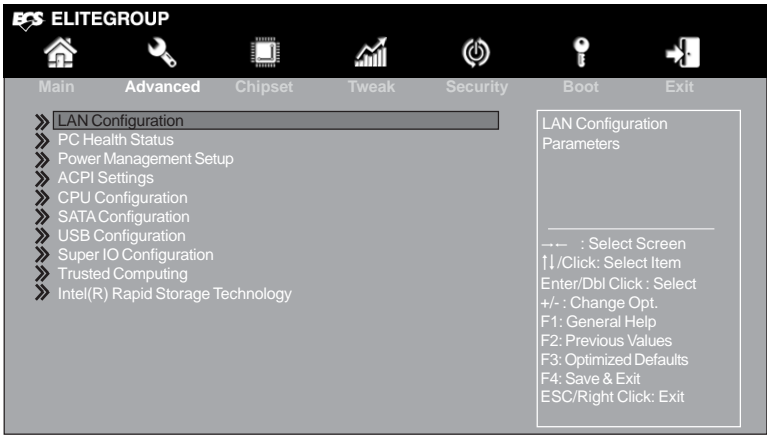 ECS ELITEGROUP
Main Advanced Chipset Tweak Security Boot Exit
LAN Configuration
PC Health Status
Power Management Setup
ACPI Settings
CPU Configuration
SATA Configuration
USB Configuration
Super IO Configuration
Trusted Computing
Intel(R) Rapid Storage Technology
LAN Configuration
Parameters
→← : Select Screen
↑↓/Click: Select Item
Enter/Dbl Click : Select
+/- : Change Opt.
F1: General Help
F2: Previous Values
F3: Optimized Defaults
F4: Save & Exit
ESC/Right Click: Exit